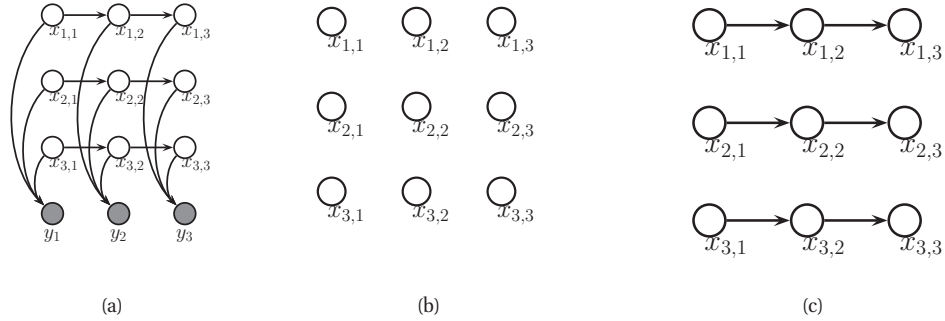 x1,1 x1,2 x1,3
x2,1 x2,2 x2,3
x3,1 x3,2 x3,3
y1 y2 y3
(a)
x1,1 x1,2 x1,3
x2,1 x2,2 x2,3
x3,1 x3,2 x3,3
(b)
x1,1 x1,2 x1,3
x2,1 x2,2 x2,3
x3,1 x3,2 x3,3
(c)